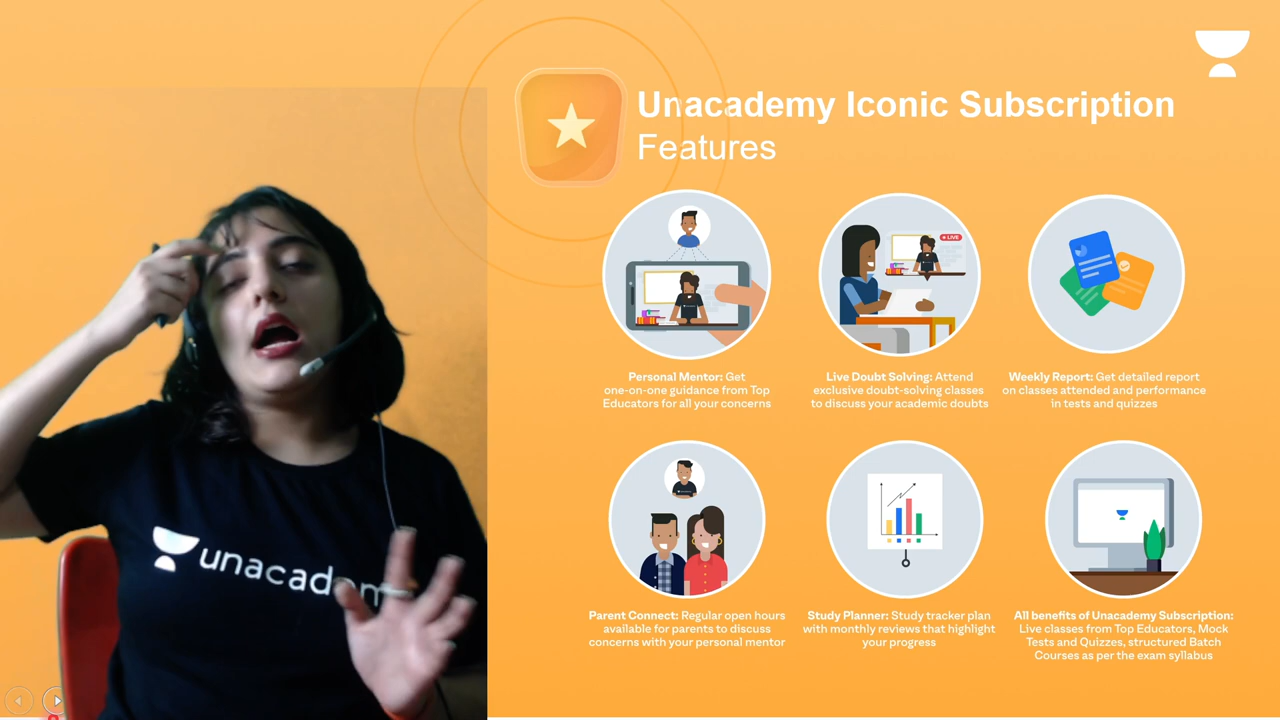 Unacademy Iconic Subscription
Features
LIVE
Personal Mentor: Get
one-on-one guidance from Top
Educators for all your concerns
Live Doubt Solving: Attend
exclusive doubt-solving classes
to discuss your academic doubts
Weekly Report: Get detailed report
on classes attended and performance
in tests and quizzes
Parent Connect: Regular open hours
available for parents to discuss
concerns with your personal mentor
Study Planner: Study tracker plan
with monthly reviews that highlight
your progress
All benefits of Unacademy Subscription:
Live classes from Top Educators, Mock
Tests and Quizzes, structured Batch
Courses as per the exam syllabus